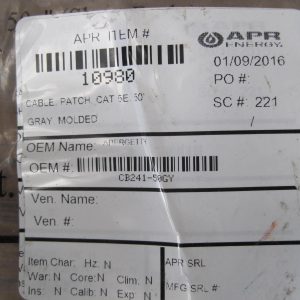 APR ITEM #
APR
ENERGY
10980
01/09/2016
PO #:
CABLE, PATCH, CAT 5E, 50'
SC #: 221
GRAY, MOLDED
/
OEM Name:
OEM #:
CB241-50GY
Ven. Name:
Ven. #:
Item Char: Hz. N
APR SRL
War: N Core: N Clim. N
Ins: N Calib: N Exp: N
MFG SRL #: